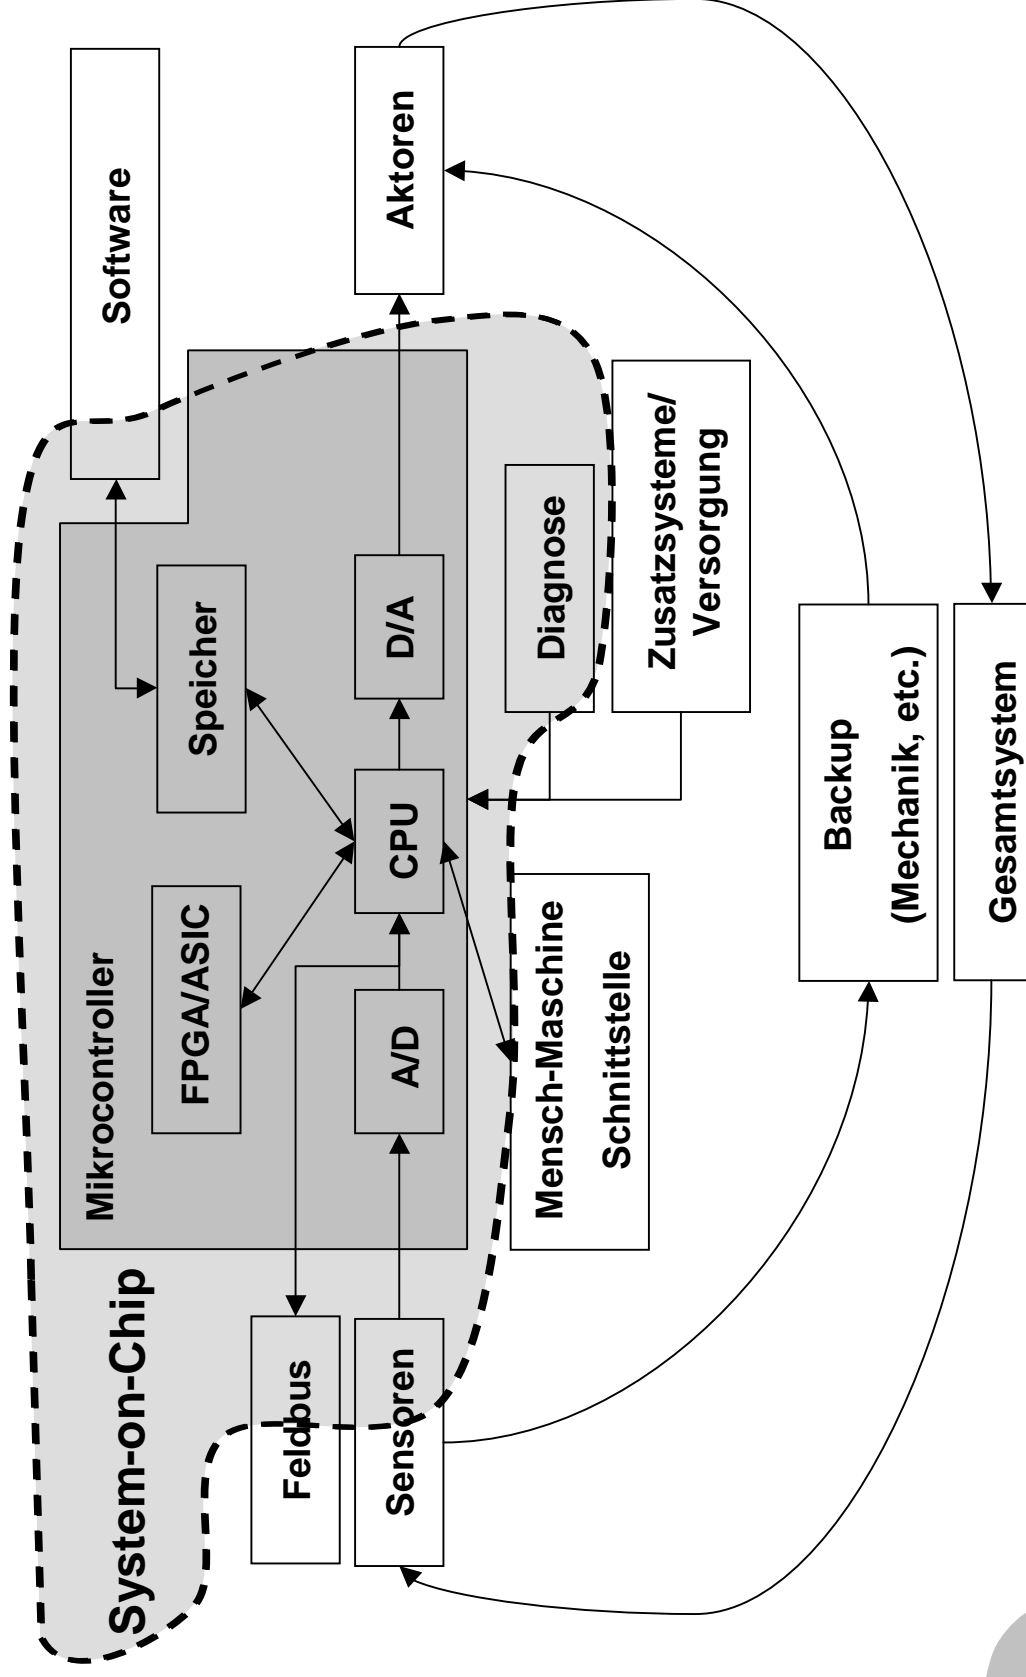 System-on-Chip
Mikrocontroller
Software
FPGA/ASIC
Speicher
Feldbus
Sensoren
A/D
CPU
D/A
Aktoren
Mensch-Maschine
Schnittstelle
Diagnose
Zusatzsysteme/
Versorgung
Backup
(Mechanik, etc.)
Gesamtsystem